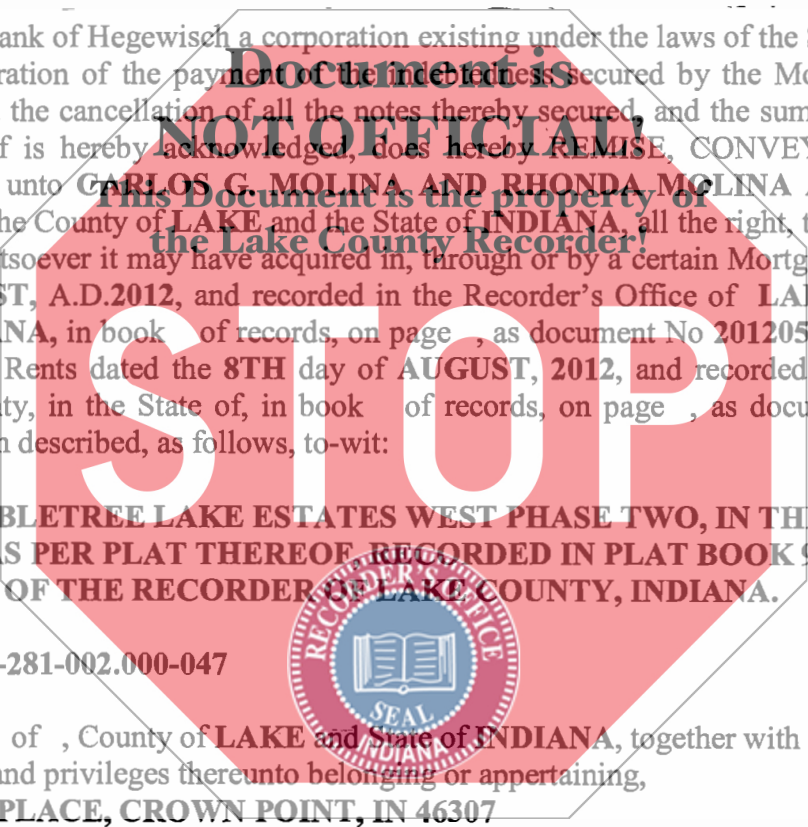 ank of Hegewisch a corporation existing under the laws of the
Document is
ration of the payment of the indebtedness secured by the Mo
the cancellation of all the notes thereby secured, and the sum
NOT OFFICIAL!
f is hereby acknowledged, does hereby REMISE, CONVEY
unto CARLOS G. MOLINA AND RHONDA MOLINA
This Document is the property of
he County of LAKE and the State of INDIANA, all the right, t
the Lake County Recorder!
tsoever it may have acquired in, through or by a certain Mortg
ST, A.D.2012, and recorded in the Recorder's Office of LA
NA, in book of records, on page , as document No 201205
Rents dated the 8TH day of AUGUST, 2012, and recorded
ty, in the State of, in book of records, on page , as docu
n described, as follows, to-wit:
STOP
BLETREE LAKE ESTATES WEST PHASE TWO, IN TH
S PER PLAT THEREOF, RECORDED IN PLAT BOOK 9
OF THE RECORDER OF LAKE COUNTY, INDIANA.
RECORDER'S OFFICE
SEAL
INDIANA
-281-002.000-047
of , County of LAKE and State of INDIANA, together with
and privileges thereunto belonging or appertaining,
PLACE, CROWN POINT, IN 46307